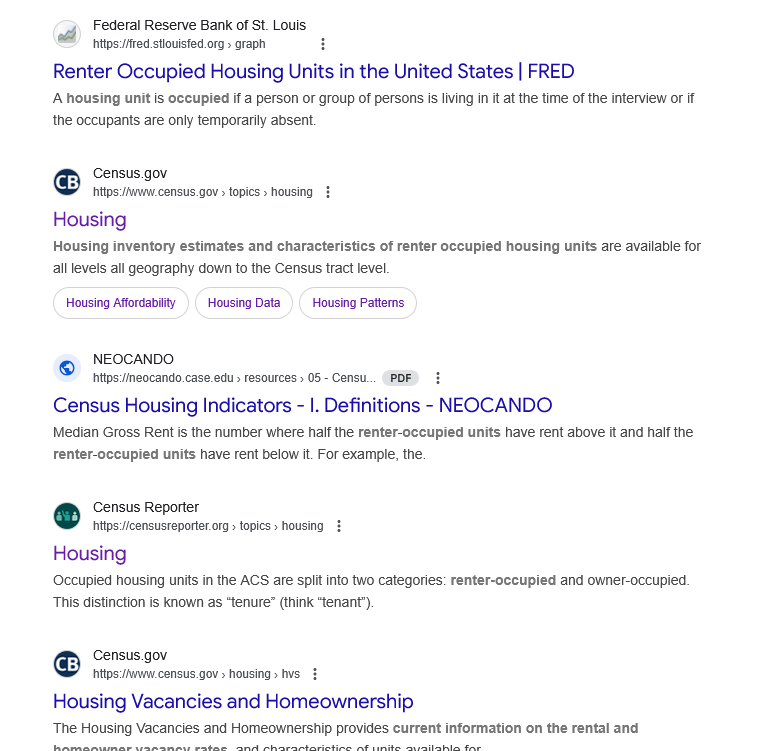 Federal Reserve Bank of St. Louis
https://fred.stlouisfed.org › graph
Renter Occupied Housing Units in the United States | FRED
A housing unit is occupied if a person or group of persons is living in it at the time of the interview or if
the occupants are only temporarily absent.
CB
Census.gov
https://www.census.gov › topics › housing
Housing
Housing inventory estimates and characteristics of renter occupied housing units are available for
all levels all geography down to the Census tract level.
Housing Affordability Housing Data Housing Patterns
NEOCANDO
https://neocando.case.edu › resources › 05 - Censu... PDF
Census Housing Indicators - I. Definitions - NEOCANDO
Median Gross Rent is the number where half the renter-occupied units have rent above it and half the
renter-occupied units have rent below it. For example, the.
Census Reporter
https://censusreporter.org › topics › housing
Housing
Occupied housing units in the ACS are split into two categories: renter-occupied and owner-occupied.
This distinction is known as “tenure” (think “tenant”).
CB
Census.gov
https://www.census.gov › housing › hvs
Housing Vacancies and Homeownership
The Housing Vacancies and Homeownership provides current information on the rental and
homeowner vacancy rates, and characteristics of units available for